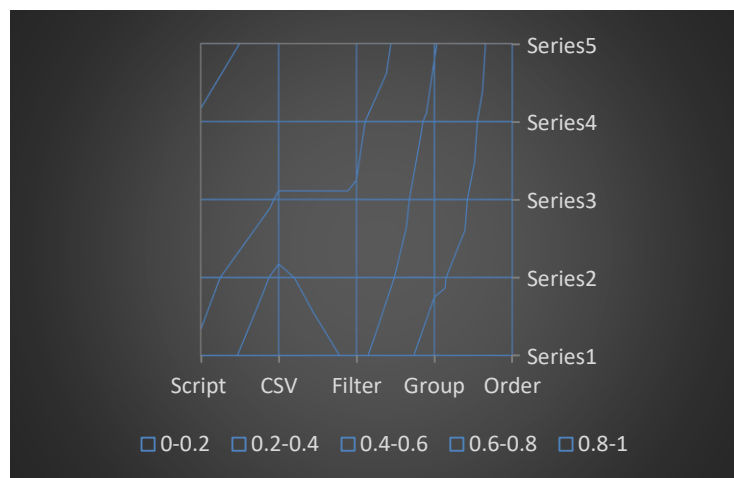 Series5
Series4
Series3
Series2
Series1
Script CSV Filter Group Order
0-0.2 0.2-0.4 0.4-0.6 0.6-0.8 0.8-1